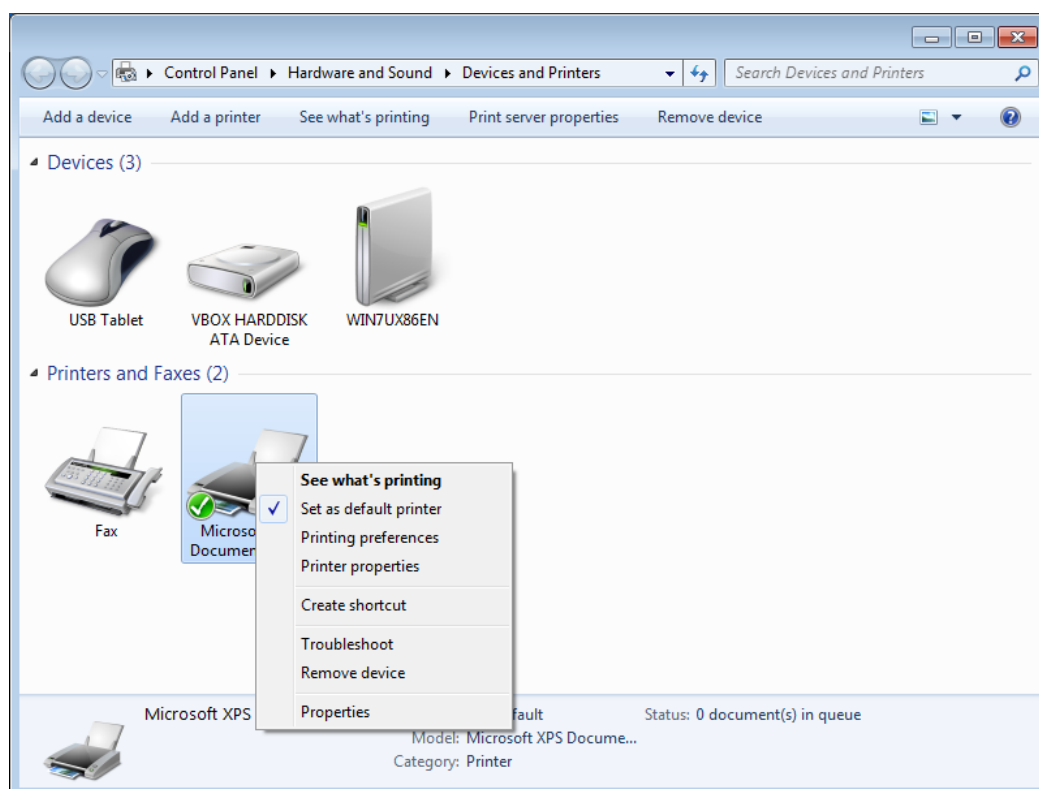 Control Panel Hardware and Sound Devices and Printers Search Devices and Printers
Add a device Add a printer See what's printing Print server properties Remove device
Devices (3)
USB Tablet
VBOX HARDDISK
ATA Device
WIN7UX86EN
Printers and Faxes (2)
Fax
See what's printing
Set as default printer
Printing preferences
Printer properties
Create shortcut
Troubleshoot
Remove device
Properties
Microsoft XPS
Status: 0 document(s) in queue
Model: Microsoft XPS Docume...
Category: Printer